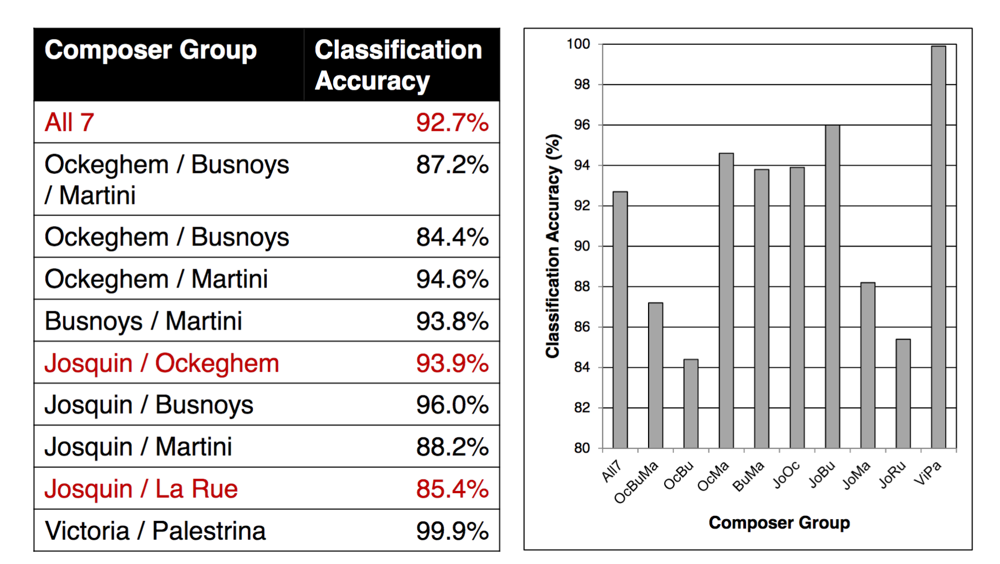 Composer Group
Classification
Accuracy
All 7 92.7%
Ockeghem / Busnoys 87.2%
/ Martini
Ockeghem / Busnoys 84.4%
Ockeghem / Martini 94.6%
Busnoys / Martini 93.8%
Josquin / Ockeghem 93.9%
Josquin / Busnoys 96.0%
Josquin / Martini 88.2%
Josquin / La Rue 85.4%
Victoria / Palestrina 99.9%
Classification Accuracy (%)
100
98
96
94
92
90
88
86
84
82
80
All7
OcBuMa
OcBu
OcMa
BuMa
JoOc
JoBu
JoMa
JoRu
ViPa
Composer Group